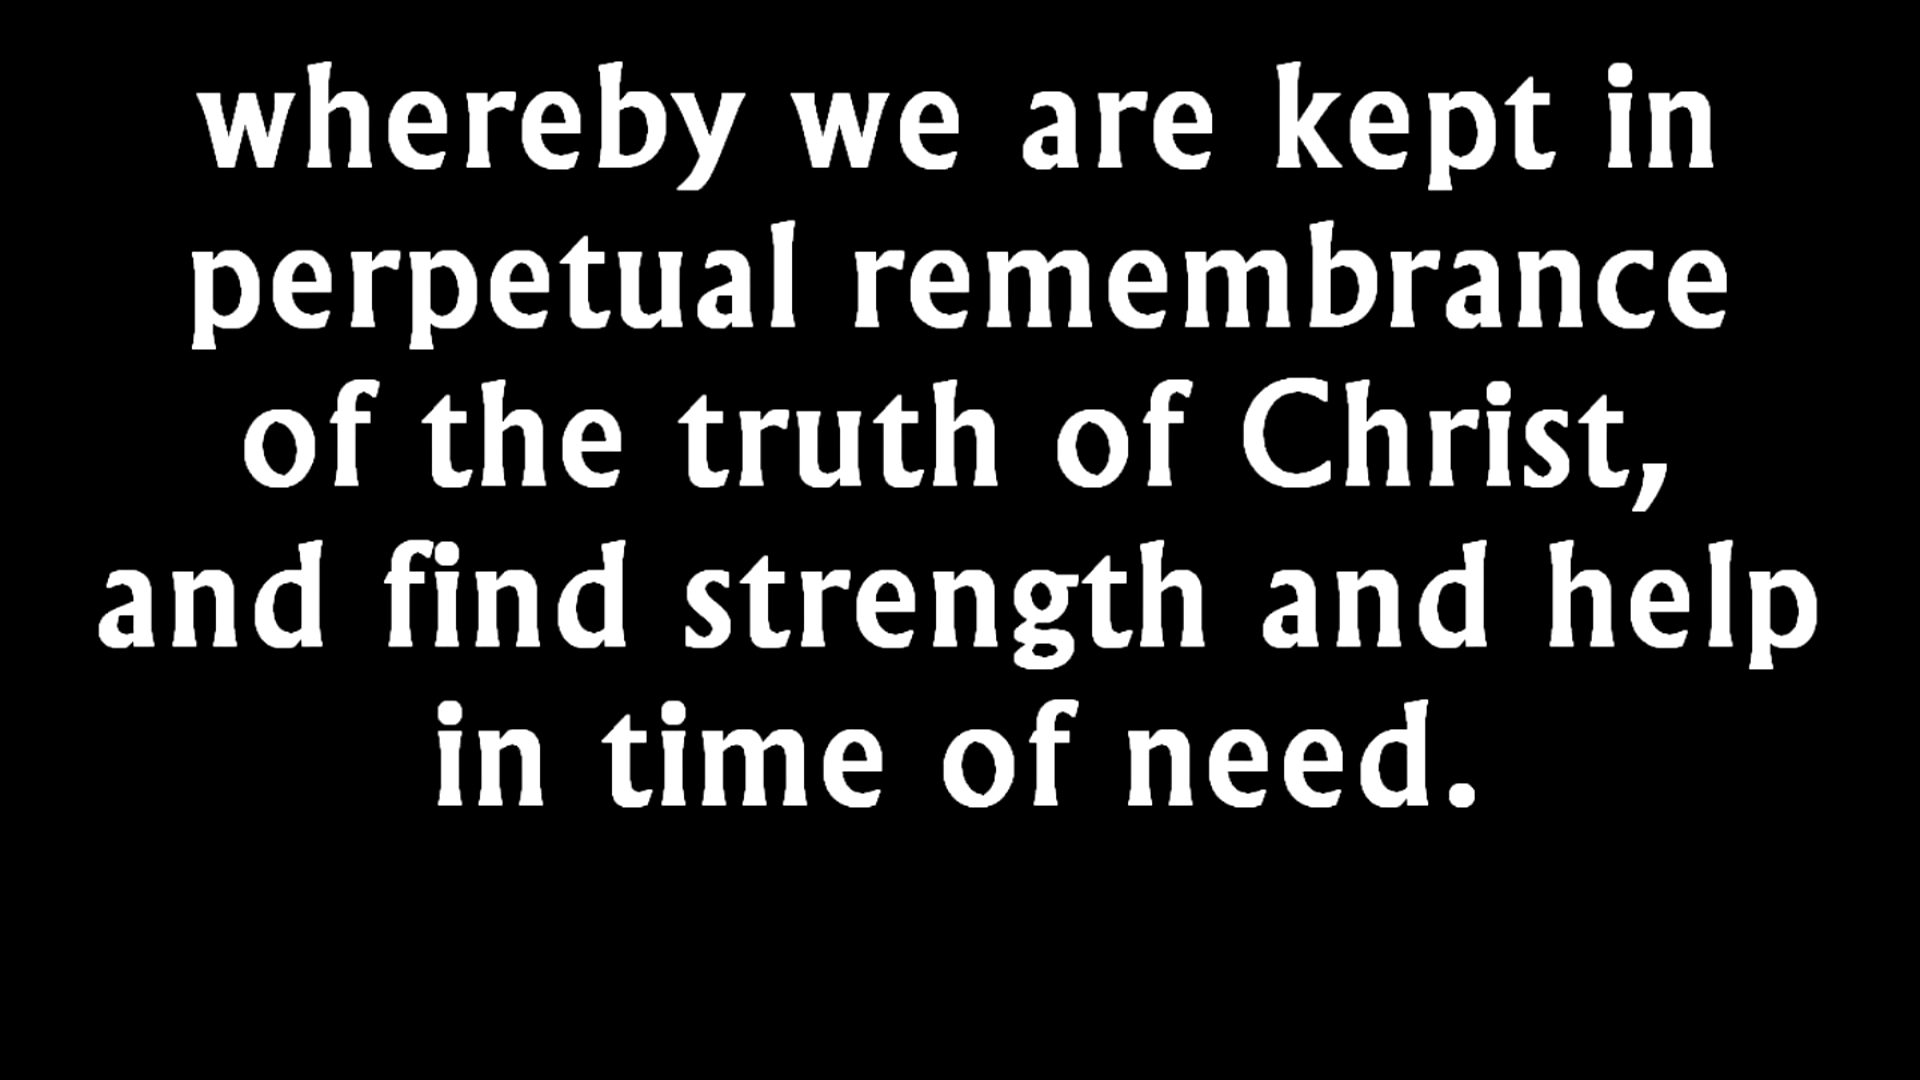 whereby we are kept in
perpetual remembrance
of the truth of Christ,
and find strength and help
in time of need.